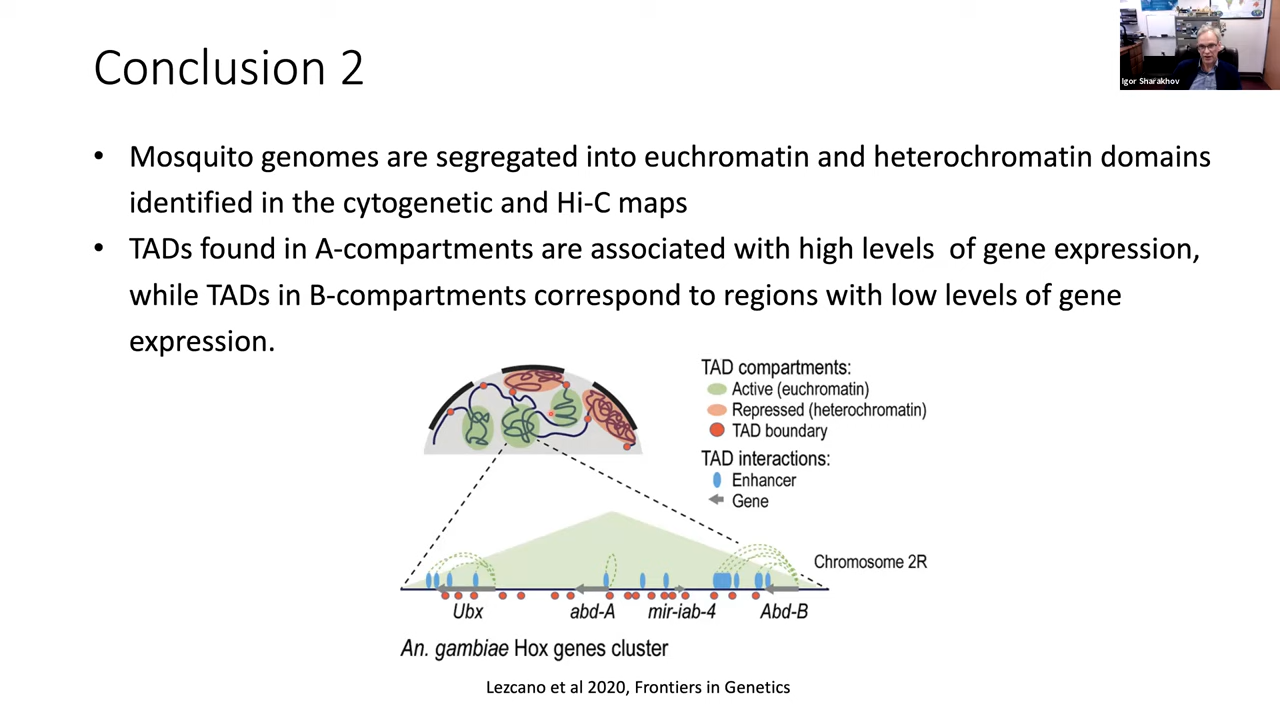 Conclusion 2
Igor Sharakhov
• Mosquito genomes are segregated into euchromatin and heterochromatin domains
identified in the cytogenetic and Hi-C maps
• TADs found in A-compartments are associated with high levels of gene expression,
while TADs in B-compartments correspond to regions with low levels of gene
expression.
TAD compartments:
Active (euchromatin)
Repressed (heterochromatin)
TAD boundary
TAD interactions:
Enhancer
Gene
Chromosome 2R
Ubx abd-A mir-iab-4 Abd-B
An. gambiae Hox genes cluster
Lezcano et al 2020, Frontiers in Genetics